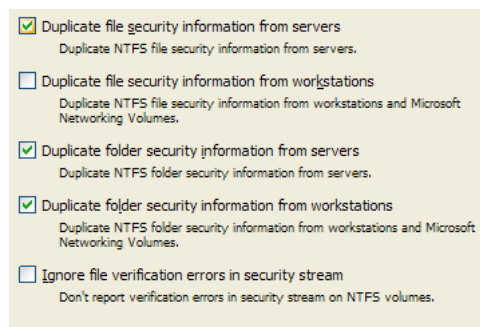 Duplicate file security information from servers
Duplicate NTFS file security information from servers.
Duplicate file security information from workstations
Duplicate NTFS file security information from workstations and Microsoft
Networking Volumes.
Duplicate folder security information from servers
Duplicate NTFS folder security information from servers.
Duplicate folder security information from workstations
Duplicate NTFS folder security information from workstations and Microsoft
Networking Volumes.
Ignore file verification errors in security stream
Don't report verification errors in security stream on NTFS volumes.